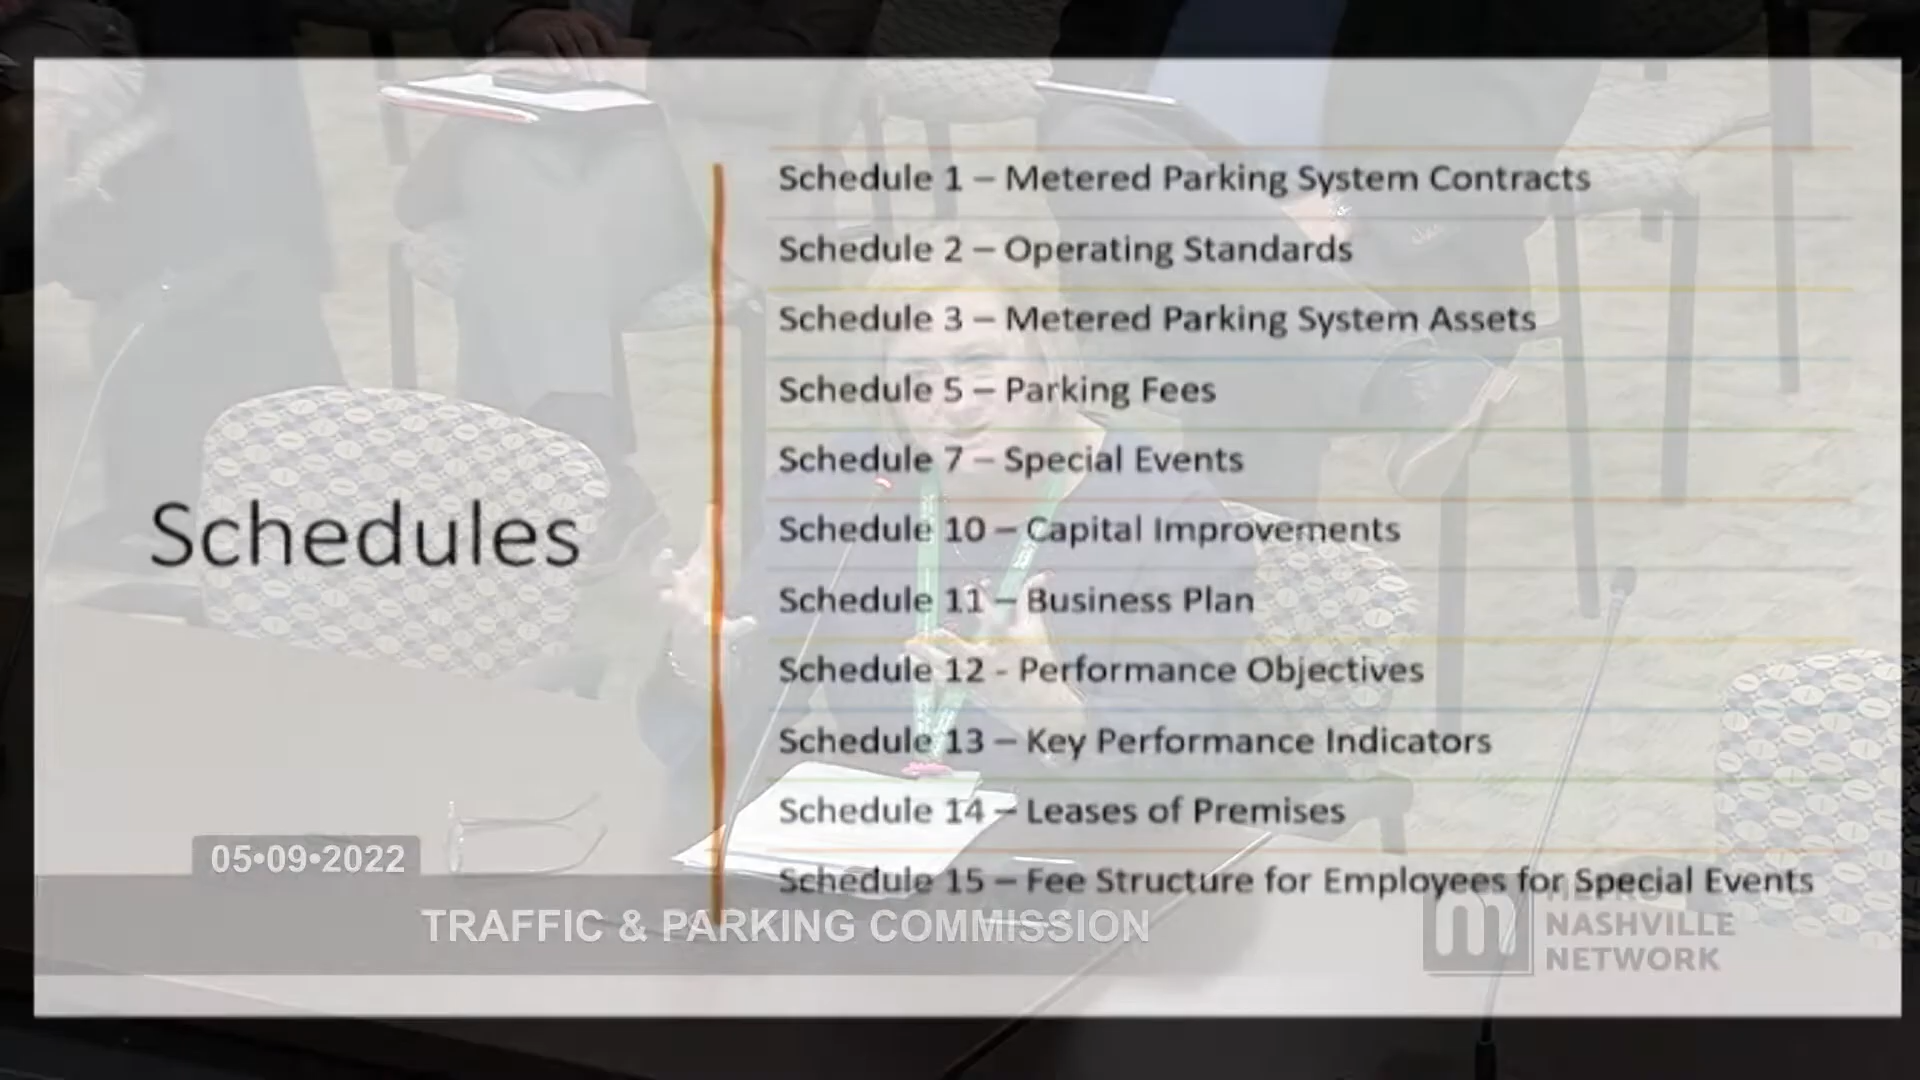 Schedules
Schedule 1 – Metered Parking System Contracts
Schedule 2 – Operating Standards
Schedule 3 – Metered Parking System Assets
Schedule 5 – Parking Fees
Schedule 7 – Special Events
Schedule 10 – Capital Improvements
Schedule 11 – Business Plan
Schedule 12 - Performance Objectives
Schedule 13 – Key Performance Indicators
Schedule 14 – Leases of Premises
Schedule 15 – Fee Structure for Employees for Special Events
05•09•2022
TRAFFIC & PARKING COMMISSION
m
METRO
NASHVILLE
NETWORK